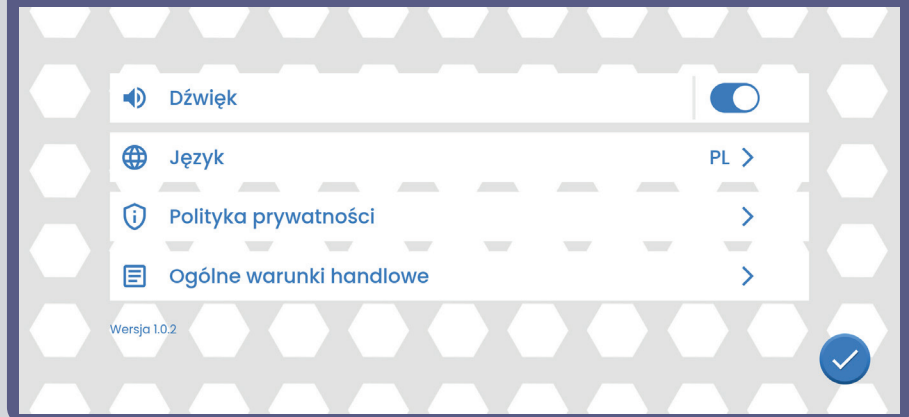 Dźwięk
Język PL
Polityka prywatności
Ogólne warunki handlowe
Wersja 1.0.2